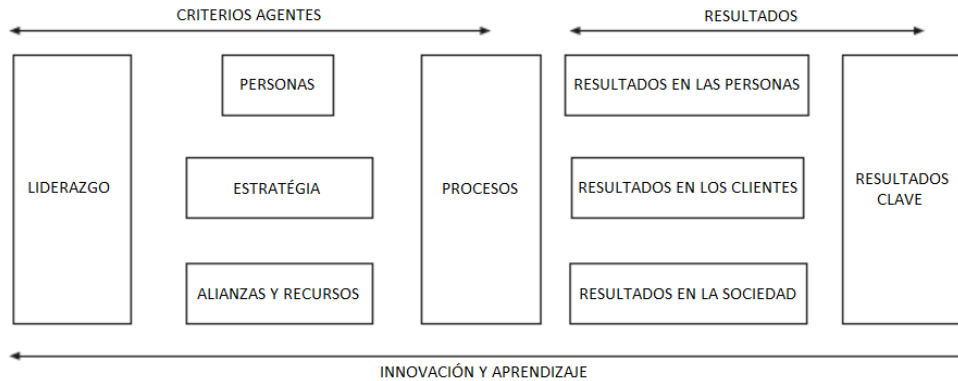 CRITERIOS AGENTES
RESULTADOS
PERSONAS
RESULTADOS EN LAS PERSONAS
LIDERAZGO
ESTRATÉGIA
PROCESOS
RESULTADOS EN LOS CLIENTES
RESULTADOS
CLAVE
ALIANZAS Y RECURSOS
RESULTADOS EN LA SOCIEDAD
INNOVACIÓN Y APRENDIZAJE